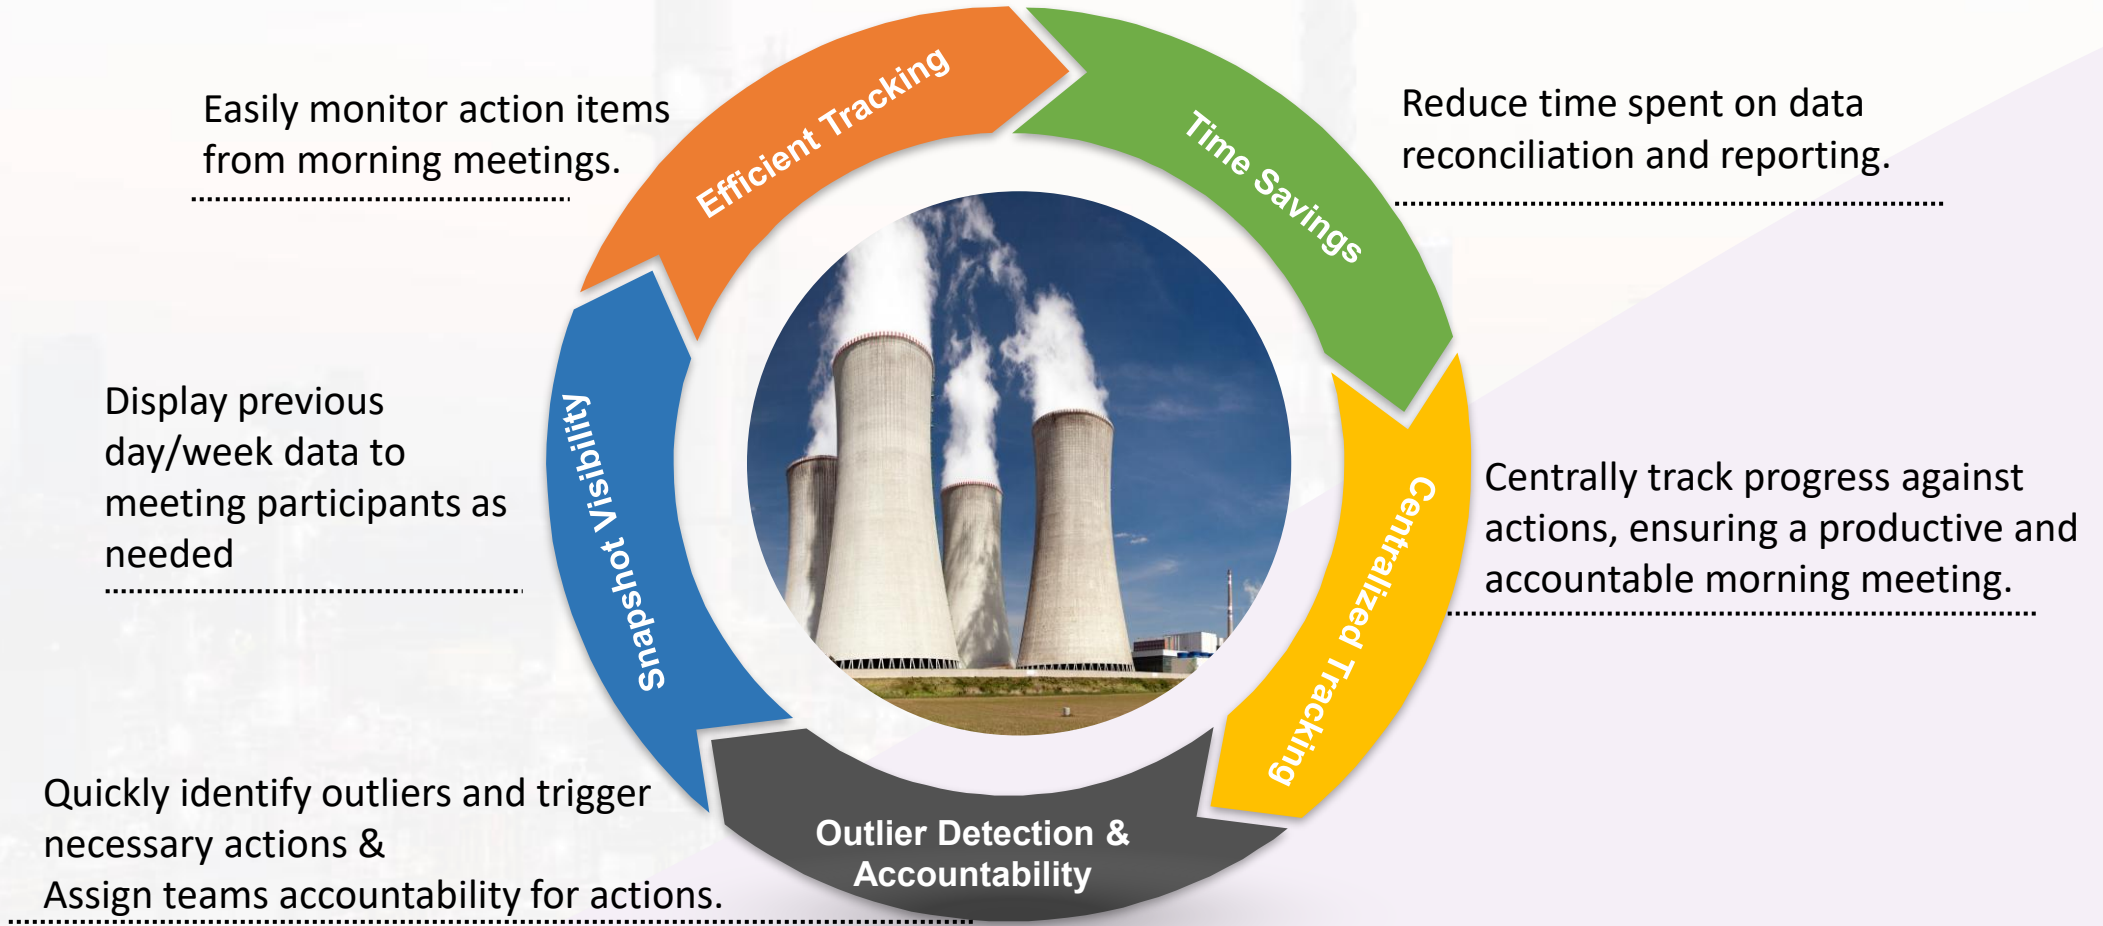 Efficient Tracking
Easily monitor action items
from morning meetings.
Time Savings
Reduce time spent on data
reconciliation and reporting.
Centralized Tracking
Centrally track progress against
actions, ensuring a productive and
accountable morning meeting.
Outlier Detection &
Accountability
Quickly identify outliers and trigger
necessary actions &
Assign teams accountability for actions.
Snapshot Visibility
Display previous
day/week data to
meeting participants as
needed